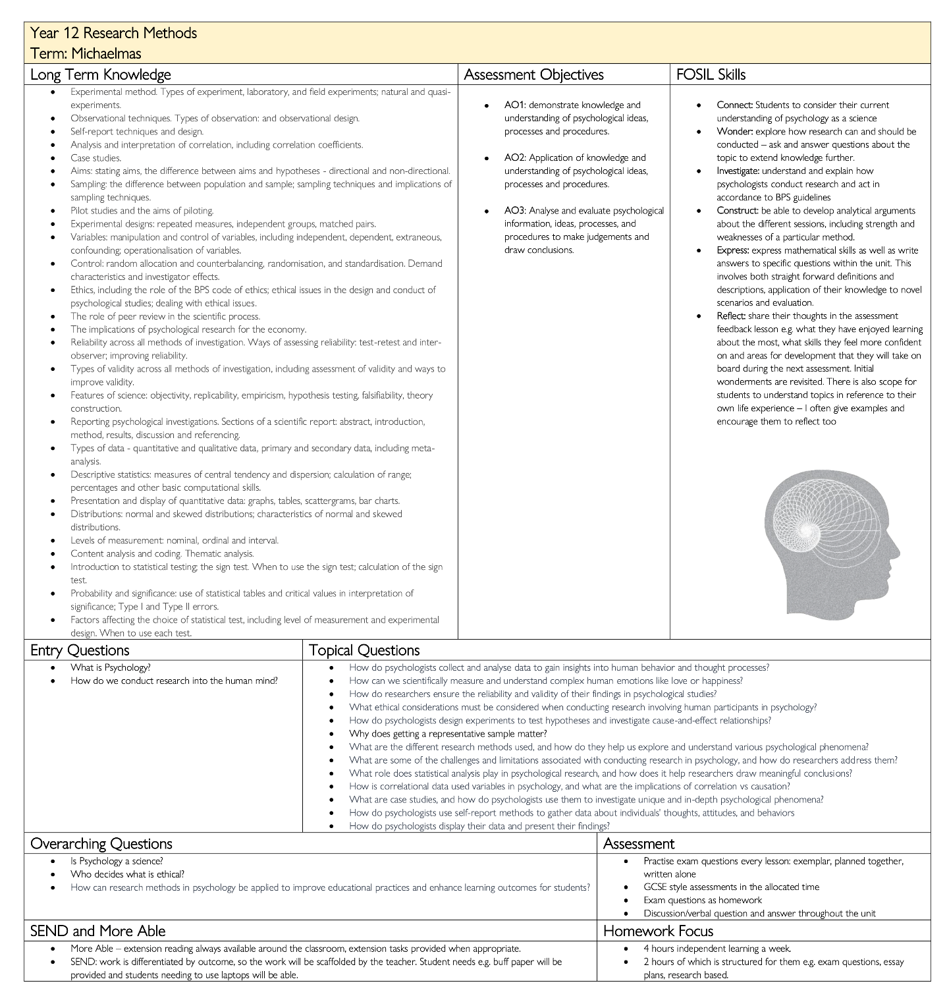 Year 12 Research Methods
Term: Michaelmas
Long Term Knowledge
• Experimental method. Types of experiment, laboratory, and field experiments; natural and quasi-
experiments.
• Observational techniques. Types of observation: and observational design.
• Self-report techniques and design.
• Analysis and interpretation of correlation, including correlation coefficients.
• Case studies.
• Aims: stating aims, the difference between aims and hypotheses - directional and non-directional.
• Sampling: the difference between population and sample; sampling techniques and implications of
sampling techniques.
• Pilot studies and the aims of piloting.
• Experimental designs: repeated measures, independent groups, matched pairs.
• Variables: manipulation and control of variables, including independent, dependent, extraneous,
confounding; operationalisation of variables.
• Control: random allocation and counterbalancing, randomisation, and standardisation. Demand
characteristics and investigator effects.
• Ethics, including the role of the BPS code of ethics; ethical issues in the design and conduct of
psychological studies; dealing with ethical issues.
• The role of peer review in the scientific process.
• The implications of psychological research for the economy.
• Reliability across all methods of investigation. Ways of assessing reliability: test-retest and inter-
observer; improving reliability.
• Types of validity across all methods of investigation, including assessment of validity and ways to
improve validity.
• Features of science: objectivity, replicability, empiricism, hypothesis testing, falsifiability, theory
construction.
• Reporting psychological investigations. Sections of a scientific report: abstract, introduction,
method, results, discussion and referencing.
• Types of data - quantitative and qualitative data, primary and secondary data, including meta-
analysis.
• Descriptive statistics: measures of central tendency and dispersion; calculation of range;
percentages and other basic computational skills.
• Presentation and display of quantitative data: graphs, tables, scattergrams, bar charts.
• Distributions: normal and skewed distributions; characteristics of normal and skewed
distributions.
• Levels of measurement: nominal, ordinal and interval.
• Content analysis and coding. Thematic analysis.
• Introduction to statistical testing; the sign test. When to use the sign test; calculation of the sign
test.
• Probability and significance: use of statistical tables and critical values in interpretation of
significance; Type I and Type II errors.
• Factors affecting the choice of statistical test, including level of measurement and experimental
design. When to use each test.
Assessment Objectives
• AO1: demonstrate knowledge and
understanding of psychological ideas,
processes and procedures.
• AO2: Application of knowledge and
understanding of psychological ideas,
processes and procedures.
• AO3: Analyse and evaluate psychological
information, ideas, processes, and
procedures to make judgements and
draw conclusions.
FOSIL Skills
• Connect: Students to consider their current
understanding of psychology as a science
• Wonder: explore how research can and should be
conducted – ask and answer questions about the
topic to extend knowledge further.
• Investigate: understand and explain how
psychologists conduct research and act in
accordance to BPS guidelines
• Construct: be able to develop analytical arguments
about the different sessions, including strength and
weaknesses of a particular method.
• Express: express mathematical skills as well as write
answers to specific questions within the unit. This
involves both straight forward definitions and
descriptions, application of their knowledge to novel
scenarios and evaluation.
• Reflect: share their thoughts in the assessment
feedback lesson e.g. what they have enjoyed learning
about the most, what skills they feel more confident
on and areas for development that they will take on
board during the next assessment. Initial
wonderments are revisited. There is also scope for
students to understand topics in reference to their
own life experience – I often give examples and
encourage them to reflect too
Entry Questions
• What is Psychology?
• How do we conduct research into the human mind?
Topical Questions
• How do psychologists collect and analyse data to gain insights into human behavior and thought processes?
• How can we scientifically measure and understand complex human emotions like love or happiness?
• How do researchers ensure the reliability and validity of their findings in psychological studies?
• What ethical considerations must be considered when conducting research involving human participants in psychology?
• How do psychologists design experiments to test hypotheses and investigate cause-and-effect relationships?
• Why does getting a representative sample matter?
• What are the different research methods used, and how do they help us explore and understand various psychological phenomena?
• What are some of the challenges and limitations associated with conducting research in psychology, and how do researchers address them?
• What role does statistical analysis play in psychological research, and how does it help researchers draw meaningful conclusions?
• How is correlational data used variables in psychology, and what are the implications of correlation vs causation?
• What are case studies, and how do psychologists use them to investigate unique and in-depth psychological phenomena?
• How do psychologists use self-report methods to gather data about individuals' thoughts, attitudes, and behaviors
• How do psychologists display their data and present their findings?
Overarching Questions
• Is Psychology a science?
• Who decides what is ethical?
• How can research methods in psychology be applied to improve educational practices and enhance learning outcomes for students?
Assessment
• Practise exam questions every lesson: exemplar, planned together,
written alone
• GCSE style assessments in the allocated time
• Exam questions as homework
• Discussion/verbal question and answer throughout the unit
SEND and More Able
• More Able – extension reading always available around the classroom, extension tasks provided when appropriate.
• SEND: work is differentiated by outcome, so the work will be scaffolded by the teacher. Student needs e.g. buff paper will be
provided and students needing to use laptops will be able.
Homework Focus
• 4 hours independent learning a week.
• 2 hours of which is structured for them e.g. exam questions, essay
plans, research based.